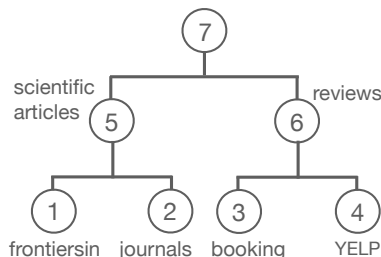 7
scientific
articles
reviews
5
6
1
2
3
4
frontiersin
journals
booking
YELP